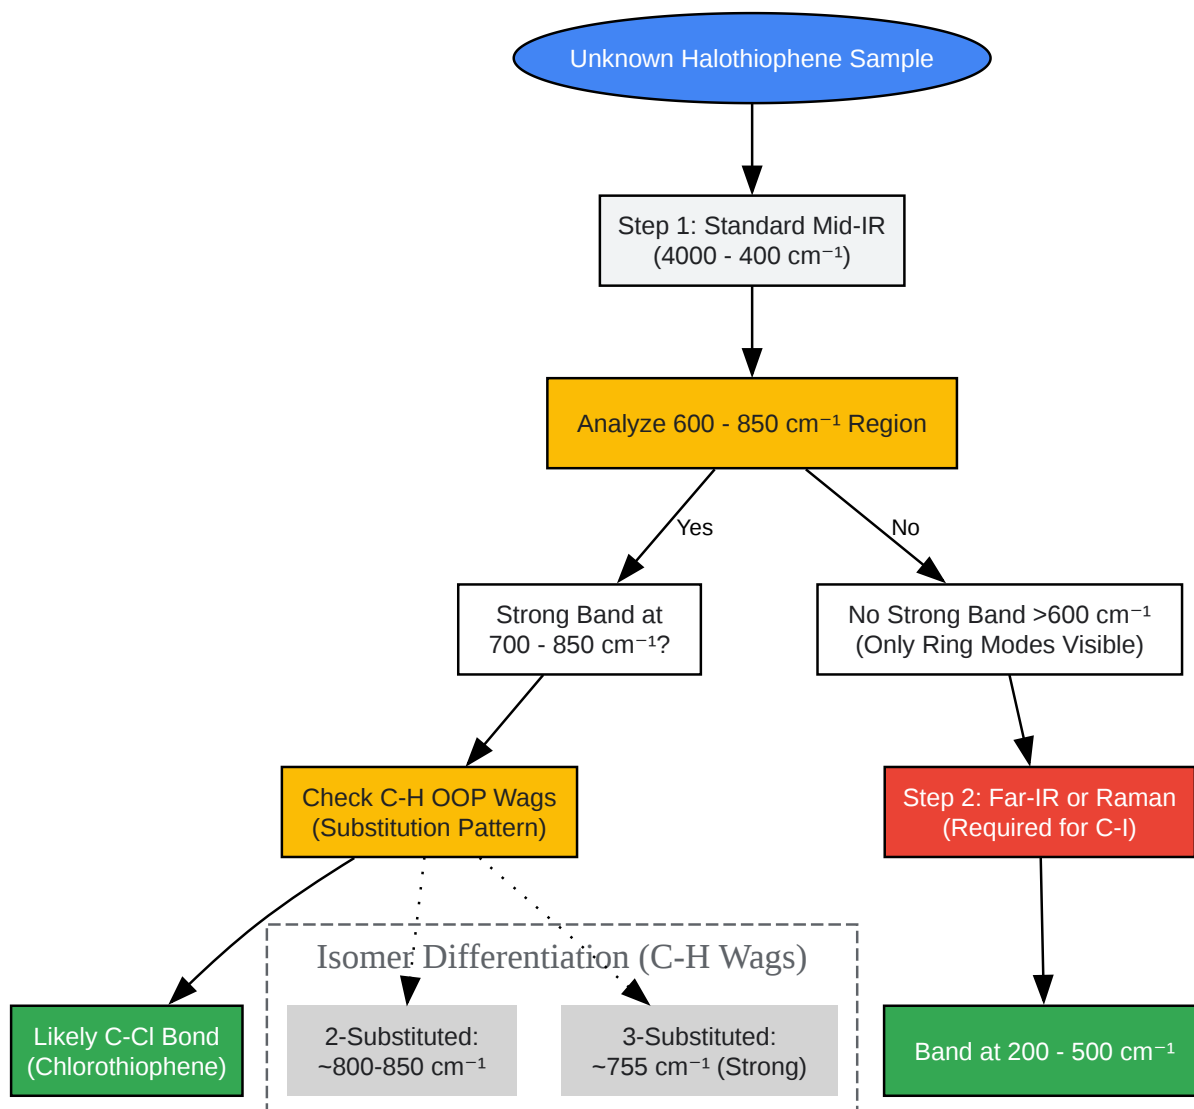 Unknown Halothiophene Sample
Step 1: Standard Mid-IR
(4000 - 400 cm⁻¹)
Analyze 600 - 850 cm⁻¹ Region
Yes
No
Strong Band at
700 - 850 cm⁻¹?
No Strong Band >600 cm⁻¹
(Only Ring Modes Visible)
Check C-H OOP Wags
(Substitution Pattern)
Step 2: Far-IR or Raman
(Required for C-I)
Isomer Differentiation (C-H Wags)
Likely C-Cl Bond
(Chlorothiophene)
2-Substituted:
~800-850 cm⁻¹
3-Substituted:
~755 cm⁻¹ (Strong)
Band at 200 - 500 cm⁻¹